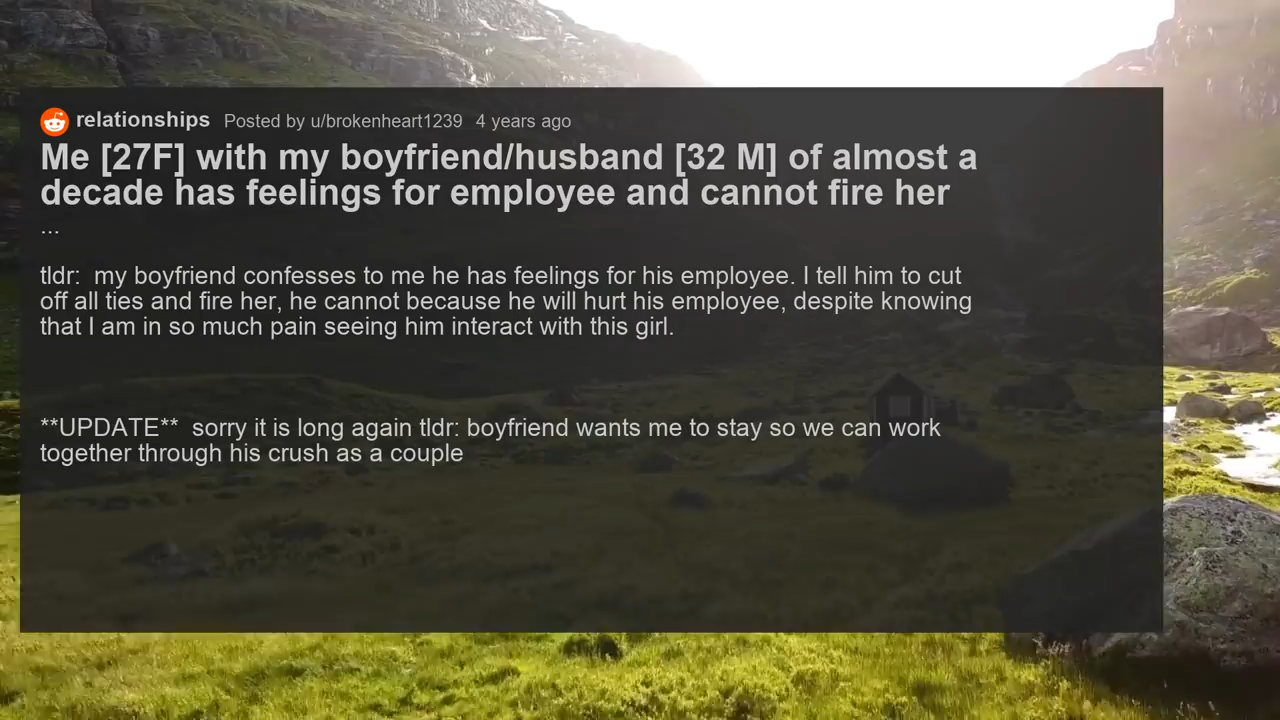 relationships Posted by u/brokenheart1239 4 years ago
Me [27F] with my boyfriend/husband [32 M] of almost a
decade has feelings for employee and cannot fire her
...
tldr:  my boyfriend confesses to me he has feelings for his employee. I tell him to cut
off all ties and fire her, he cannot because he will hurt his employee, despite knowing
that I am in so much pain seeing him interact with this girl.
**UPDATE**  sorry it is long again tldr: boyfriend wants me to stay so we can work
together through his crush as a couple